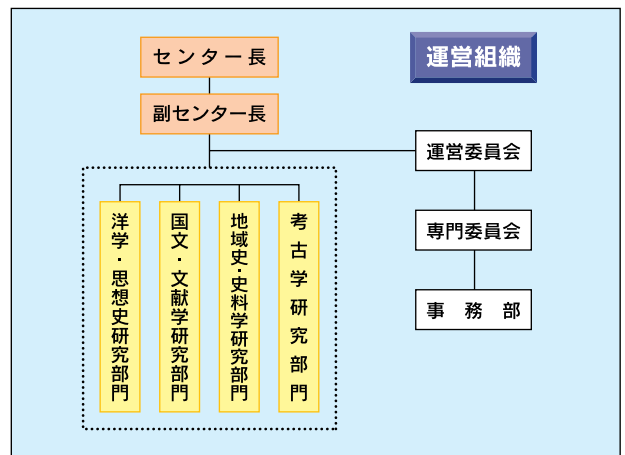 運営組織
センター長
副センター長
運営委員会
専門委員会
事務部
洋学・思想史研究部門
国文・文献学研究部門
地域史・史料学研究部門
考古学研究部門